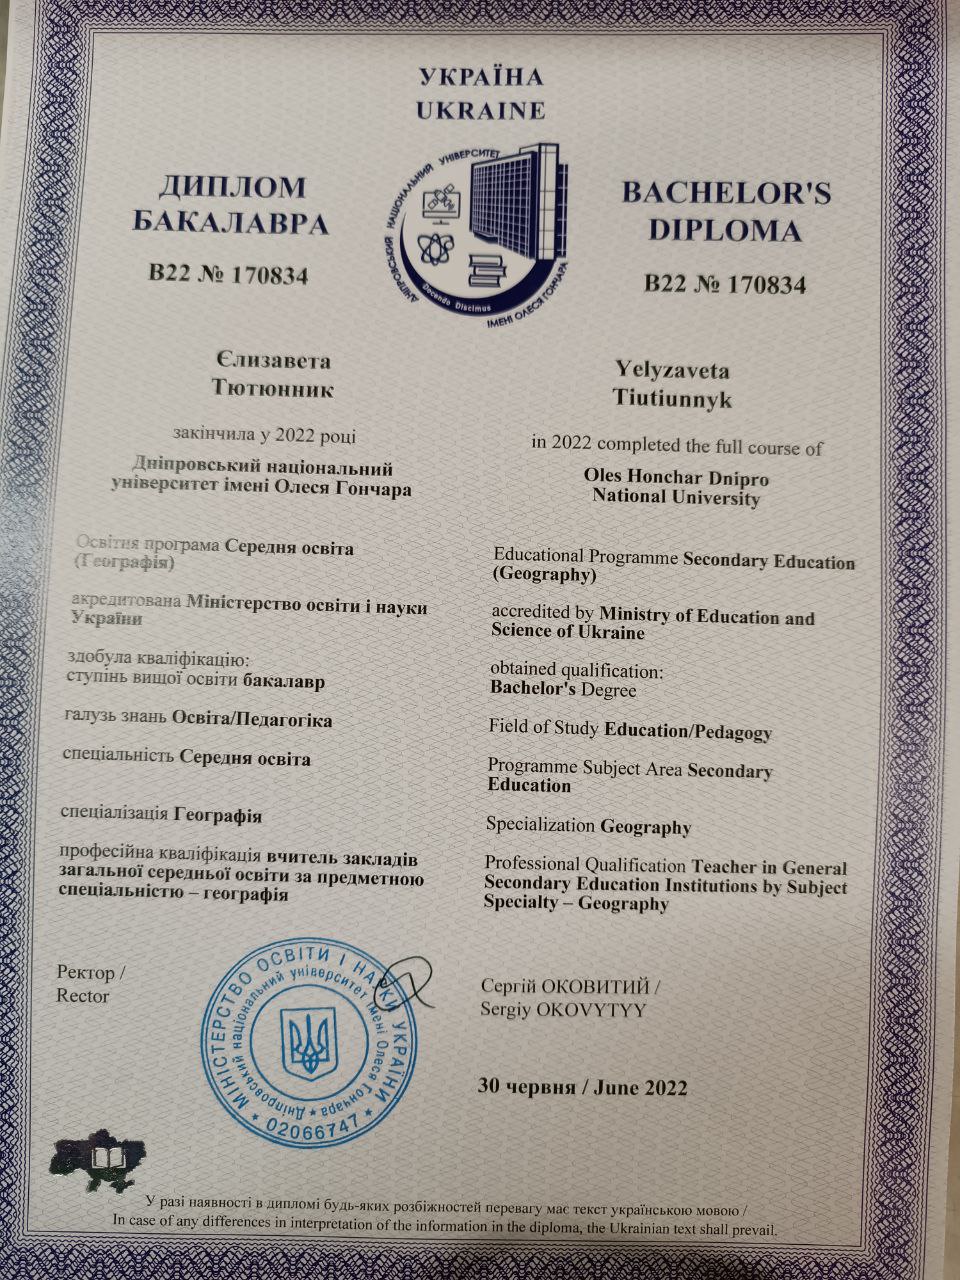 УКРАЇНА
UKRAINE
ДНІПРОВСЬКИЙ НАЦІОНАЛЬНИЙ УНІВЕРСИТЕТ
ІМЕНІ ОЛЕСЯ ГОНЧАРА
Docendo Discimus
ДИПЛОМ
БАКАЛАВРА
B22 № 170834
BACHELOR'S
DIPLOMA
B22 № 170834
Єлизавета
Тютюнник
закінчила у 2022 році
Дніпровський національний
університет імені Олеся Гончара
Освітня програма Середня освіта
(Географія)
акредитована Міністерство освіти і науки
України
здобула кваліфікацію:
ступінь вищої освіти бакалавр
галузь знань Освіта/Педагогіка
спеціальність Середня освіта
спеціалізація Географія
професійна кваліфікація вчитель закладів
загальної середньої освіти за предметною
спеціальністю – географія
Yelyzaveta
Tiutiunnyk
in 2022 completed the full course of
Oles Honchar Dnipro
National University
Educational Programme Secondary Education
(Geography)
accredited by Ministry of Education and
Science of Ukraine
obtained qualification:
Bachelor's Degree
Field of Study Education/Pedagogy
Programme Subject Area Secondary
Education
Specialization Geography
Professional Qualification Teacher in General
Secondary Education Institutions by Subject
Specialty – Geography
Ректор /
Rector
МІНІСТЕРСТВО ОСВІТИ І НАУКИ УКРАЇНИ
Дніпровський національний університет імені Олеся Гончара
02066747
Сергій ОКОВИТИЙ /
Sergiy OKOVYTYY
30 червня / June 2022
У разі наявності в дипломі будь-яких розбіжностей перевагу має текст українською мовою /
In case of any differences in interpretation of the information in the diploma, the Ukrainian text shall prevail.